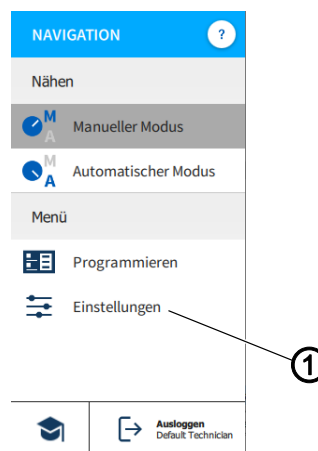 NAVIGATION ?
Nähen
M
A
Manueller Modus
M
A
Automatischer Modus
Menü
Programmieren
Einstellungen
1
Ausloggen
Default Technician